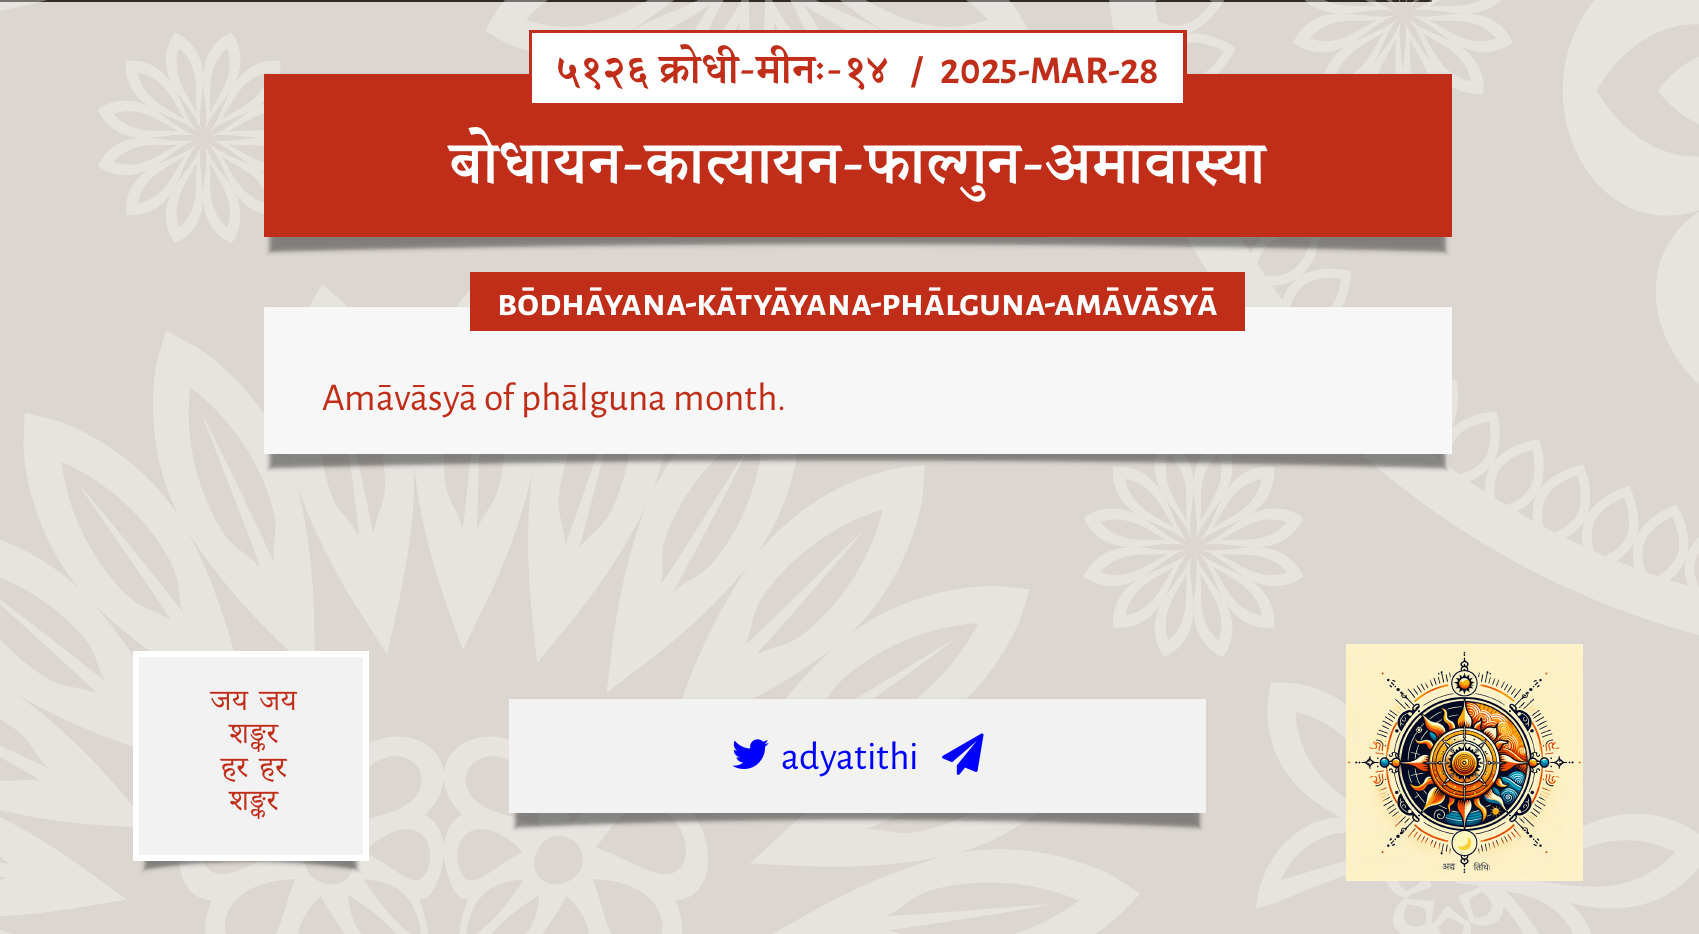 ५१२६ क्रोधी-मीनः-१४ / 2025-MAR-28
बोधायन-कात्यायन-फाल्गुन-अमावास्या
BŌDHĀYANA-KĀTYĀYANA-PHĀLGUNA-AMĀVĀSYĀ
Amāvāsyā of phālguna month.
जय जय
शङ्कर
हर हर
शङ्कर
adyatithi
अद्य तिथिः